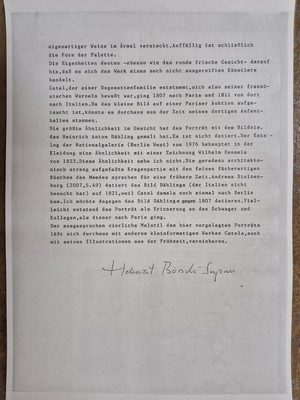 eigenartiger Weise im Ärmel versteckt. Auffällig ist schließlich
die Form der Palette.
Die Eigenheiten deuten -ebenso wie das runde frische Gesicht- darauf
hin, daß es sich das Werk eines noch nicht ausgereiften Künstlers
handelt.
Catel, der einer Hugenottenfamilie entstammt, sich also seiner franzö-
sischen Wurzeln bewußt war, ging 1807 nach Paris und 1811 von dort
nach Italien. Da das kleine Bild auf einer Pariser Auktion aufge-
taucht ist, könnte es durchaus aus der Zeit seines dortigen Aufent-
haltes stammen.
Die größte Ähnlichkeit im Gesicht hat das Porträt mit dem Bildnis,
das Heinrich Anton Dähling gemalt hat. Es ist nicht datiert. Der Kata-
log der Nationalgalerie (Berlin West) von 1976 behauptet in der
Kleidung eine Ähnlichkeit mit einer Zeichnung Wilhelm Hensels
von 1823. Diese Ähnlichkeit sehe ich nicht. Die geradezu architekto-
nisch streng aufgefaßte Kragenpartie mit den feinen
des Hemdes sprechen für eine frühere Zeit. Andreas Stolzen-
burg (2007, S.49) datiert das Bild Dählings (der Italien nicht
besucht hat) auf 1821, weil Catel damals noch einmal nach Berlin
kam. Ich möchte dagegen das Bild Dählings gegen 1807 datieren. Viel-
leicht entstand das Porträt als Erinnerung an den Schwager und
Kollegen, als dieser nach Paris ging.
Der ausgesprochen zierliche Malstil des hier vorgelegten Porträts
läßt sich durchaus mit anderen kleinformatigen Werken Catels, auch
mit seinen Illustrationen aus der Frühzeit, vereinbaren.
Helmut Börsch-Supan